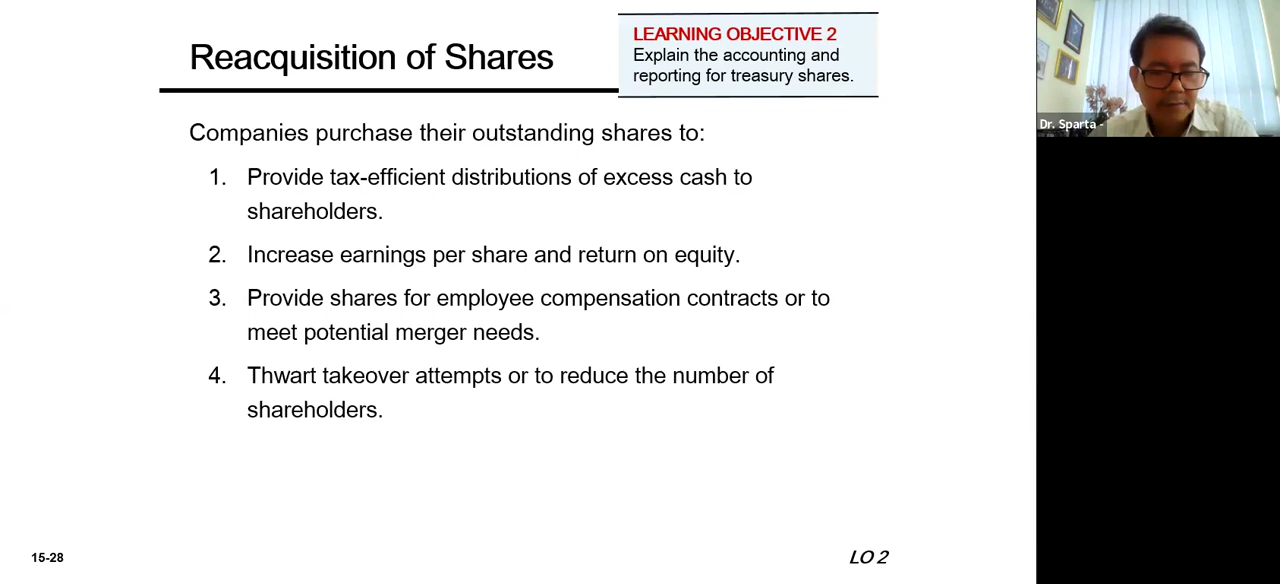 Reacquisition of Shares
LEARNING OBJECTIVE 2
Explain the accounting and
reporting for treasury shares.
Companies purchase their outstanding shares to:
1. Provide tax-efficient distributions of excess cash to
shareholders.
2. Increase earnings per share and return on equity.
3. Provide shares for employee compensation contracts or to
meet potential merger needs.
4. Thwart takeover attempts or to reduce the number of
shareholders.
15-28
LO 2
Dr. Sparta -